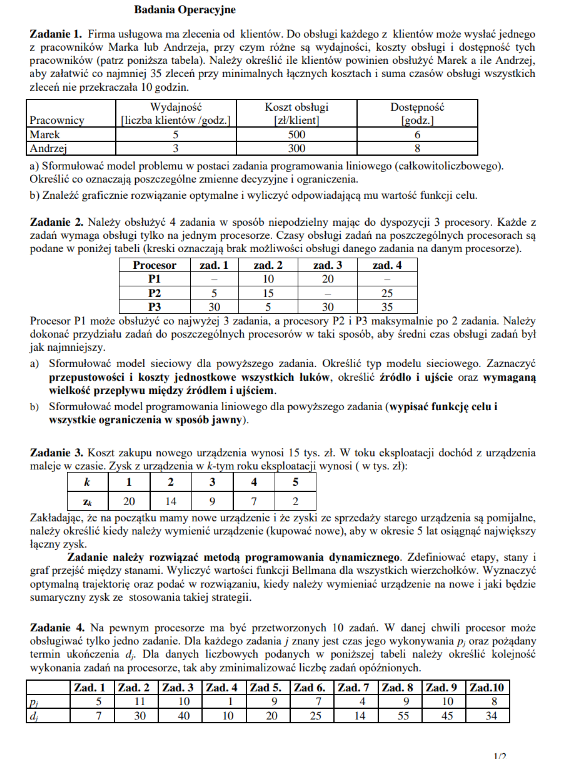 Badania Operacyjne
Zadanie 1. Firma usługowa ma zlecenia od klientów. Do obsługi każdego z klientów może wysłać jednego
z pracowników Marka lub Andrzeja, przy czym różne są wydajności, koszty obsługi i dostępność tych
pracowników (patrz poniższa tabela). Należy określić ile klientów powinien obsłużyć Marek a ile Andrzej,
aby załatwić co najmniej 35 zleceń przy minimalnych łącznych kosztach i suma czasów obsługi wszystkich
zleceń nie przekraczała 10 godzin.
Pracownicy Wydajność [liczba klientów /godz.] Koszt obsługi [zł/klient] Dostępność [godz.]
Marek 5 500 6
Andrzej 3 300 8
a) Sformułować model problemu w postaci zadania programowania liniowego (całkowitoliczbowego).
Określić co oznaczają poszczególne zmienne decyzyjne i ograniczenia.
b) Znaleźć graficznie rozwiązanie optymalne i wyliczyć odpowiadającą mu wartość funkcji celu.
Zadanie 2. Należy obsłużyć 4 zadania w sposób niepodzielny mając do dyspozycji 3 procesory. Każde z
zadań wymaga obsługi tylko na jednym procesorze. Czasy obsługi zadań na poszczególnych procesorach są
podane w poniżej tabeli (kreski oznaczają brak możliwości obsługi danego zadania na danym procesorze).
Procesor zad. 1 zad. 2 zad. 3 zad. 4
P1 – 10 20 –
P2 5 15 – 25
P3 30 5 30 35
Procesor P1 może obsłużyć co najwyżej 3 zadania, a procesory P2 i P3 maksymalnie po 2 zadania. Należy
dokonać przydziału zadań do poszczególnych procesorów w taki sposób, aby średni czas obsługi zadań był
jak najmniejszy.
a) Sformułować model sieciowy dla powyższego zadania. Określić typ modelu sieciowego. Zaznaczyć
przepustowości i koszty jednostkowe wszystkich łuków, określić źródło i ujście oraz wymaganą
wielkość przepływu między źródłem i ujściem.
b) Sformułować model programowania liniowego dla powyższego zadania (wypisać funkcję celu i
wszystkie ograniczenia w sposób jawny).
Zadanie 3. Koszt zakupu nowego urządzenia wynosi 15 tys. zł. W toku eksploatacji dochód z urządzenia
maleje w czasie. Zysk z urządzenia w k-tym roku eksploatacji wynosi ( w tys. zł):
k 1 2 3 4 5
zk 20 14 9 7 2
Zakładając, że na początku mamy nowe urządzenie i że zyski ze sprzedaży starego urządzenia są pomijalne,
należy określić kiedy należy wymienić urządzenie (kupować nowe), aby w okresie 5 lat osiągnąć największy
łączny zysk.
Zadanie należy rozwiązać metodą programowania dynamicznego. Zdefiniować etapy, stany i
graf przejść między stanami. Wyliczyć wartości funkcji Bellmana dla wszystkich wierzchołków. Wyznaczyć
optymalną trajektorię oraz podać w rozwiązaniu, kiedy należy wymieniać urządzenie na nowe i jaki będzie
sumaryczny zysk ze stosowania takiej strategii.
Zadanie 4. Na pewnym procesorze ma być przetworzonych 10 zadań. W danej chwili procesor może
obsługiwać tylko jedno zadanie. Dla każdego zadania j znany jest czas jego wykonywania pj oraz pożądany
termin ukończenia dj. Dla danych liczbowych podanych w poniższej tabeli należy określić kolejność
wykonania zadań na procesorze, tak aby zminimalizować liczbę zadań opóźnionych.
Zad. 1 Zad. 2 Zad. 3 Zad. 4 Zad 5. Zad 6. Zad. 7 Zad. 8 Zad. 9 Zad.10
pj 5 11 10 1 9 7 4 9 10 8
dj 7 30 40 10 20 25 14 55 45 34
1/2